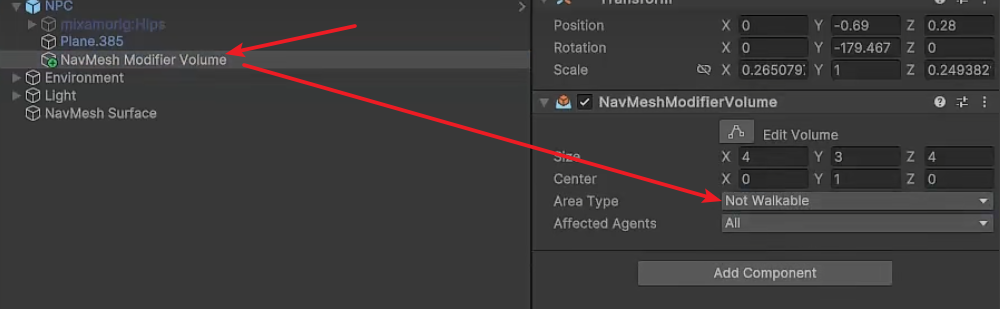 NPC
mixamorig:Hips
Plane.385
NavMesh Modifier Volume
Environment
Light
NavMesh Surface
Transform
Position X 0 Y -0.69 Z 0.28
Rotation X 0 Y -179.467 Z 0
Scale X 0.265079 Y 1 Z 0.249382
NavMeshModifierVolume
Edit Volume
Size X 4 Y 3 Z 4
Center X 0 Y 1 Z 0
Area Type Not Walkable
Affected Agents All
Add Component